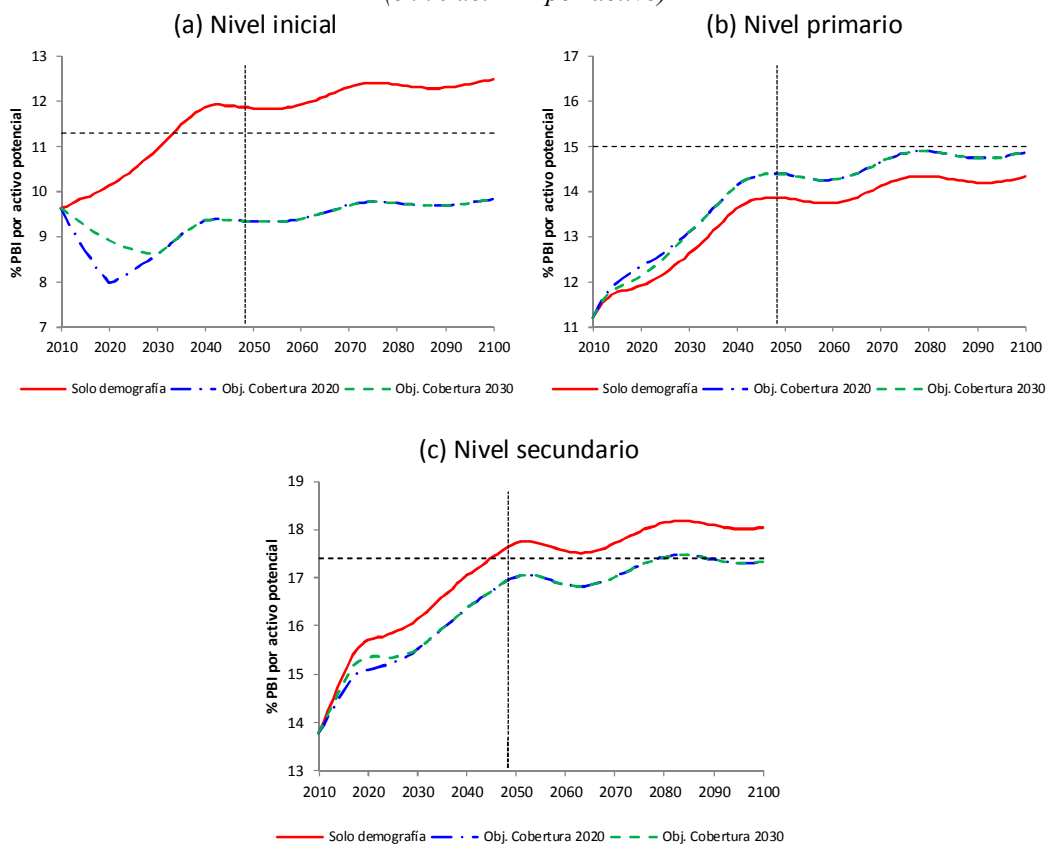 (a) Nivel inicial
% PBI por activo potencial
13
12
11
10
9
8
7
2010 2020 2030 2040 2050 2060 2070 2080 2090 2100
Solo demografía Obj. Cobertura 2020 Obj. Cobertura 2030
(b) Nivel primario
% PBI por activo potencial
17
16
15
14
13
12
11
2010 2020 2030 2040 2050 2060 2070 2080 2090 2100
Solo demografía Obj. Cobertura 2020 Obj. Cobertura 2030
(c) Nivel secundario
% PBI por activo potencial
19
18
17
16
15
14
13
2010 2020 2030 2040 2050 2060 2070 2080 2090 2100
Solo demografía Obj. Cobertura 2020 Obj. Cobertura 2030